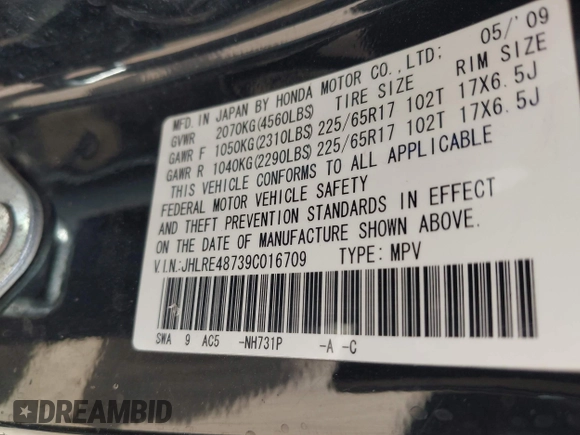 MFD. IN JAPAN BY HONDA MOTOR CO., LTD; 05/'09
GVWR 2070KG(4560LBS) TIRE SIZE RIM SIZE
GAWR F 1050KG(2310LBS) 225/65R17 102T 17X6.5J
GAWR R 1040KG(2290LBS) 225/65R17 102T 17X6.5J
THIS VEHICLE CONFORMS TO ALL APPLICABLE
FEDERAL MOTOR VEHICLE SAFETY
AND THEFT PREVENTION STANDARDS IN EFFECT
ON THE DATE OF MANUFACTURE SHOWN ABOVE.
V.I.N.:JHLRE48739C016709 TYPE: MPV
SWA 9 AC5 -NH731P -A -C
DREAMBID